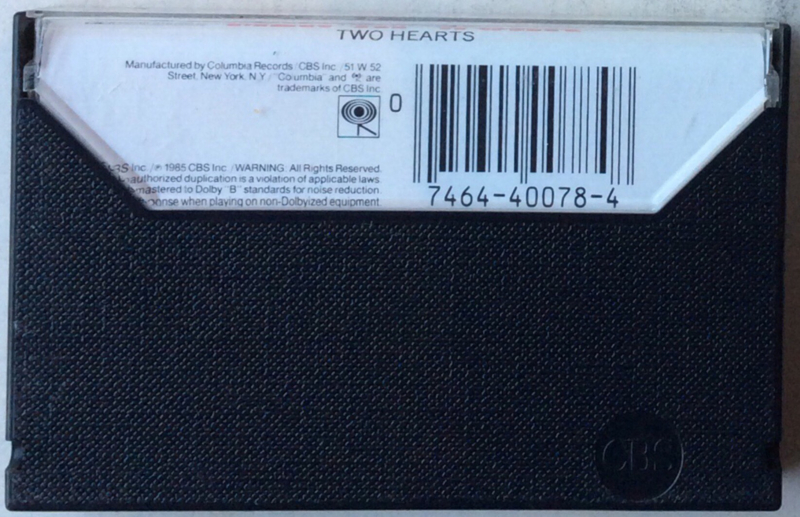 TWO HEARTS
Manufactured by Columbia Records / CBS Inc / 51 W 52
Street, New York, N.Y. / "Columbia" and are
trademarks of CBS Inc
0
Inc / ℗ 1985 CBS Inc / WARNING: All Rights Reserved.
authorized duplication is a violation of applicable laws.
mastered to Dolby "B" standards for noise reduction.
when playing on non-Dolbyized equipment.
7464-40078-4
CBS